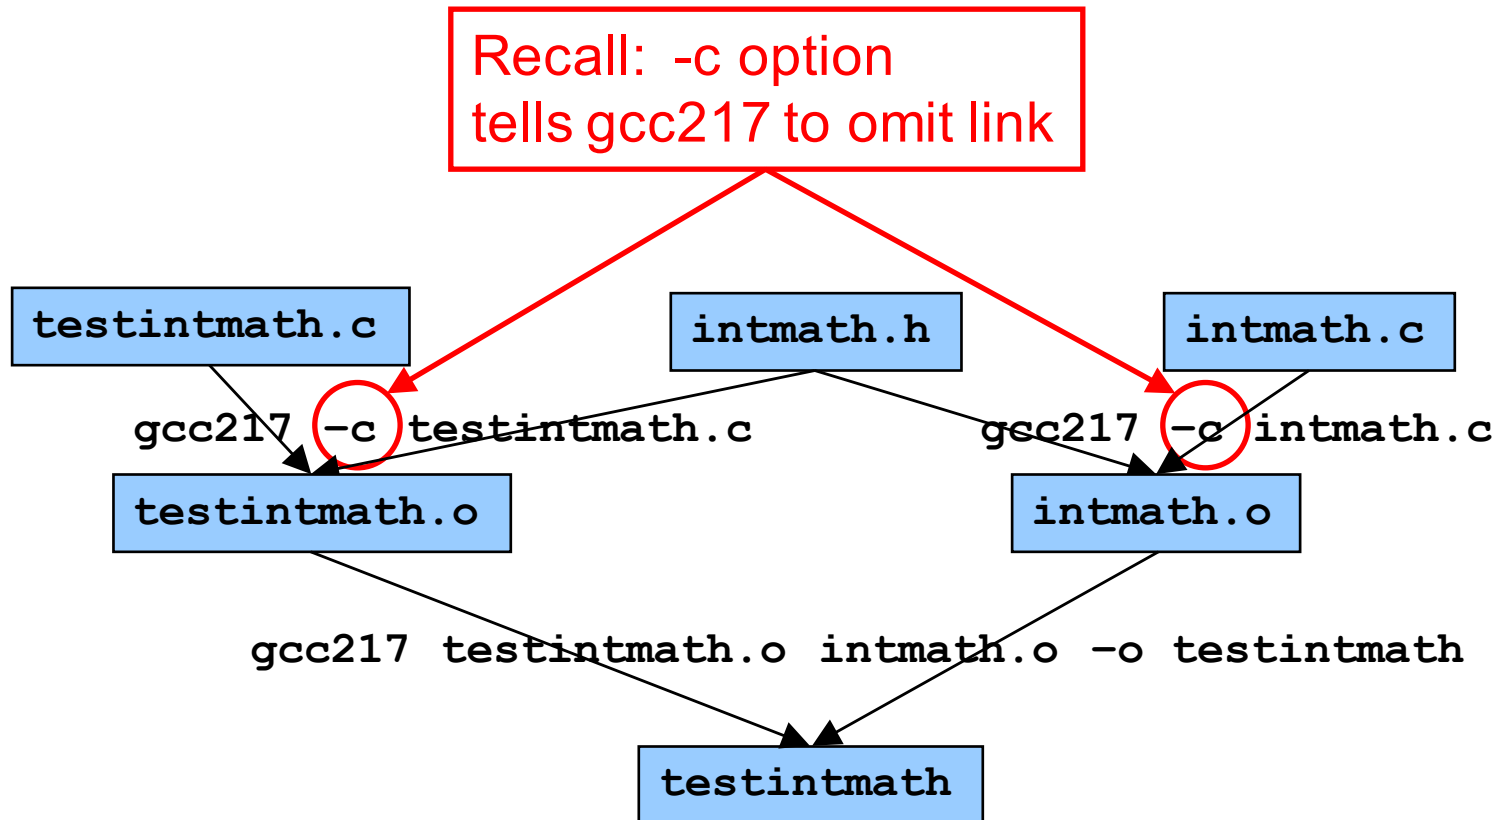 Recall: -c option
tells gcc217 to omit link
testintmath.c
intmath.h
intmath.c
gcc217 -c testintmath.c
gcc217 -c intmath.c
testintmath.o
intmath.o
gcc217 testintmath.o intmath.o -o testintmath
testintmath